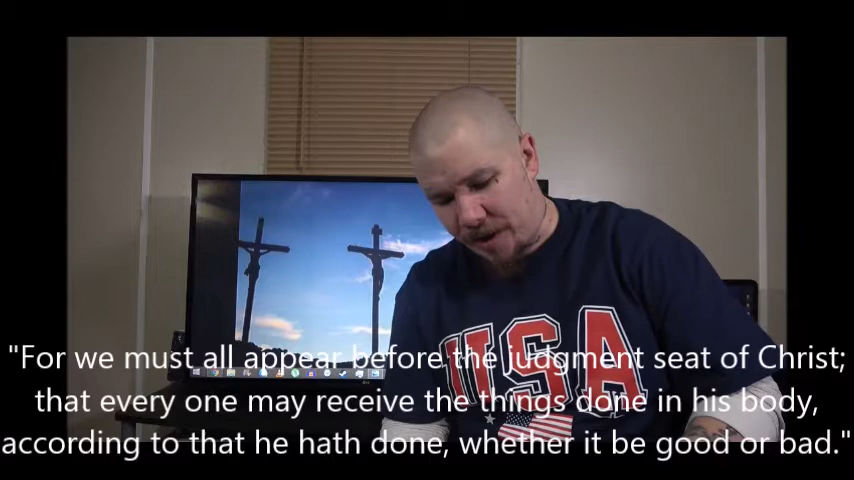 USA
"For we must all appear before the judgment seat of Christ;
that every one may receive the things done in his body,
according to that he hath done, whether it be good or bad."